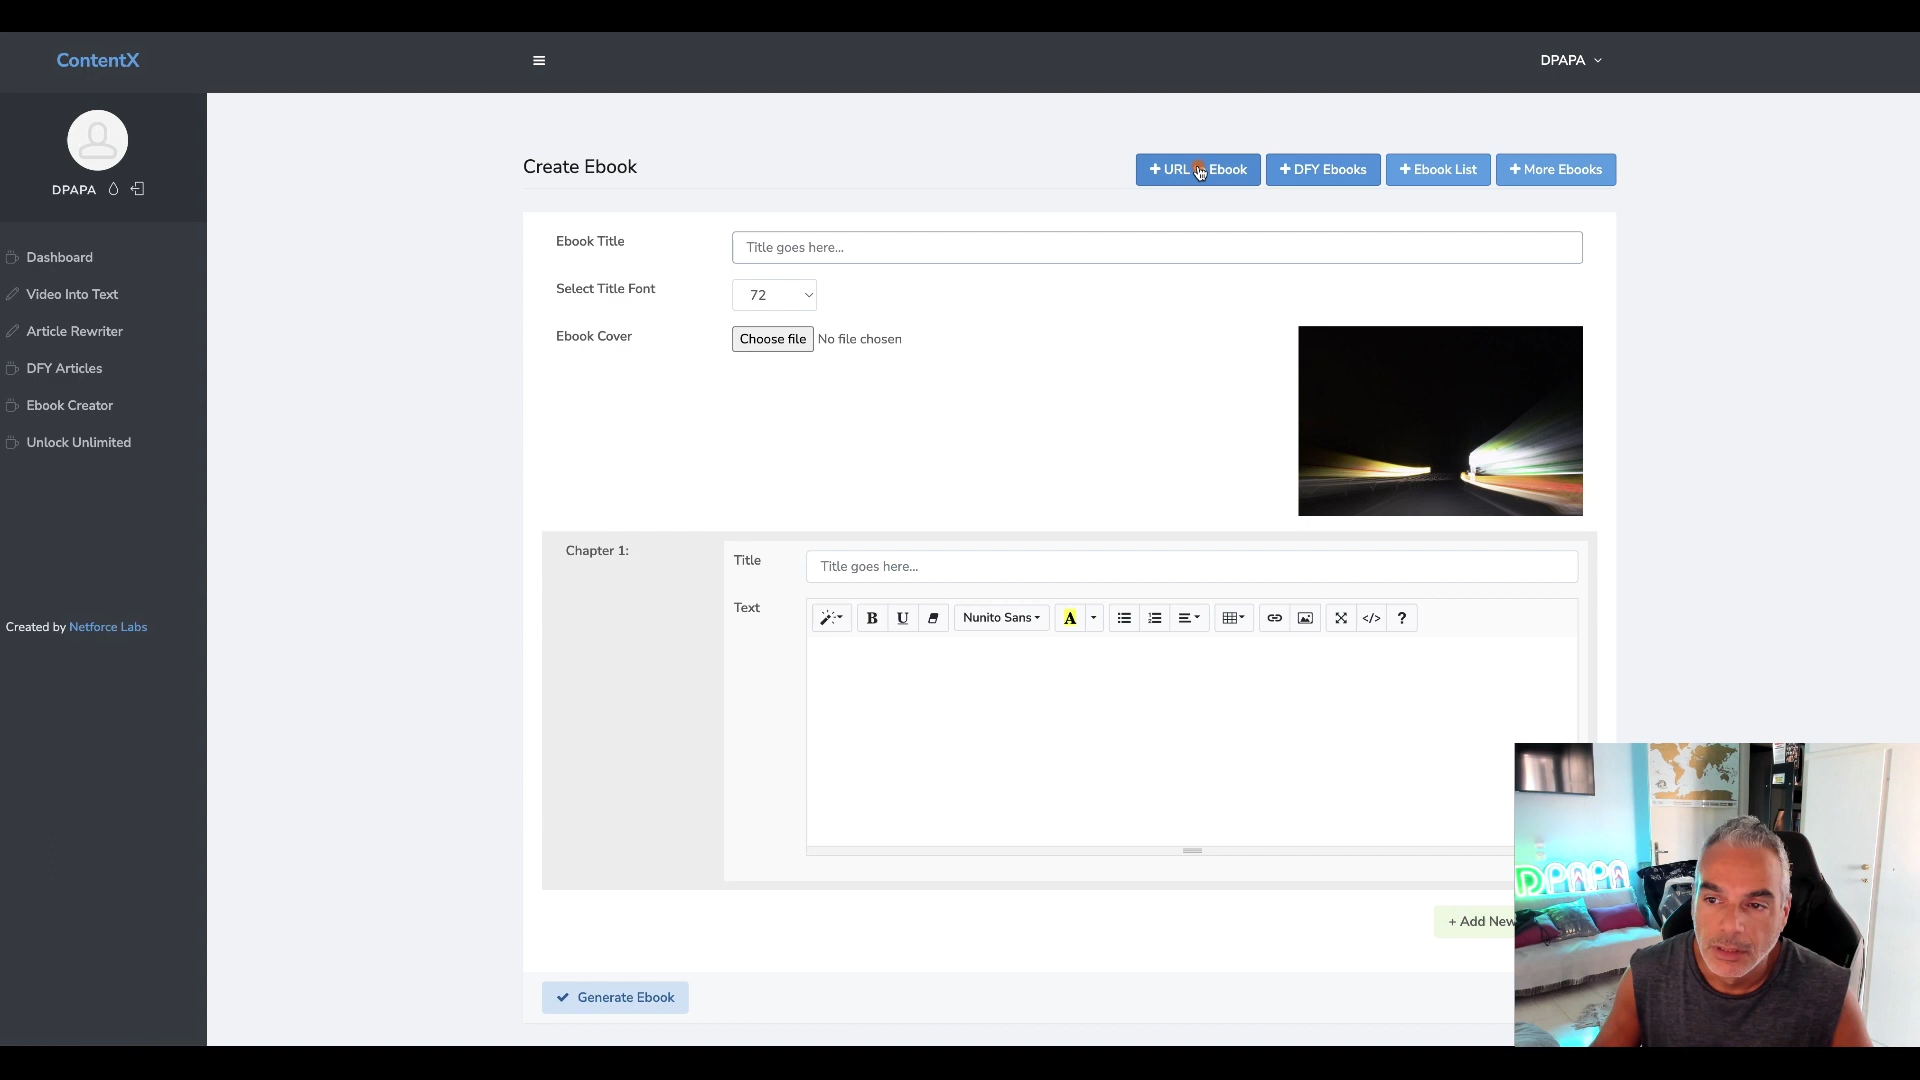 ContentX
DPAPA
DPAPA
Dashboard
Video Into Text
Article Rewriter
DFY Articles
Ebook Creator
Unlock Unlimited
Created by Netforce Labs
Create Ebook
+ URL Ebook
+ DFY Ebooks
+ Ebook List
+ More Ebooks
Ebook Title
Title goes here...
Select Title Font
72
Ebook Cover
Choose file No file chosen
Chapter 1:
Title
Title goes here...
Text
B U Nunito Sans A </> ?
+ Add New
Generate Ebook
DPAPA